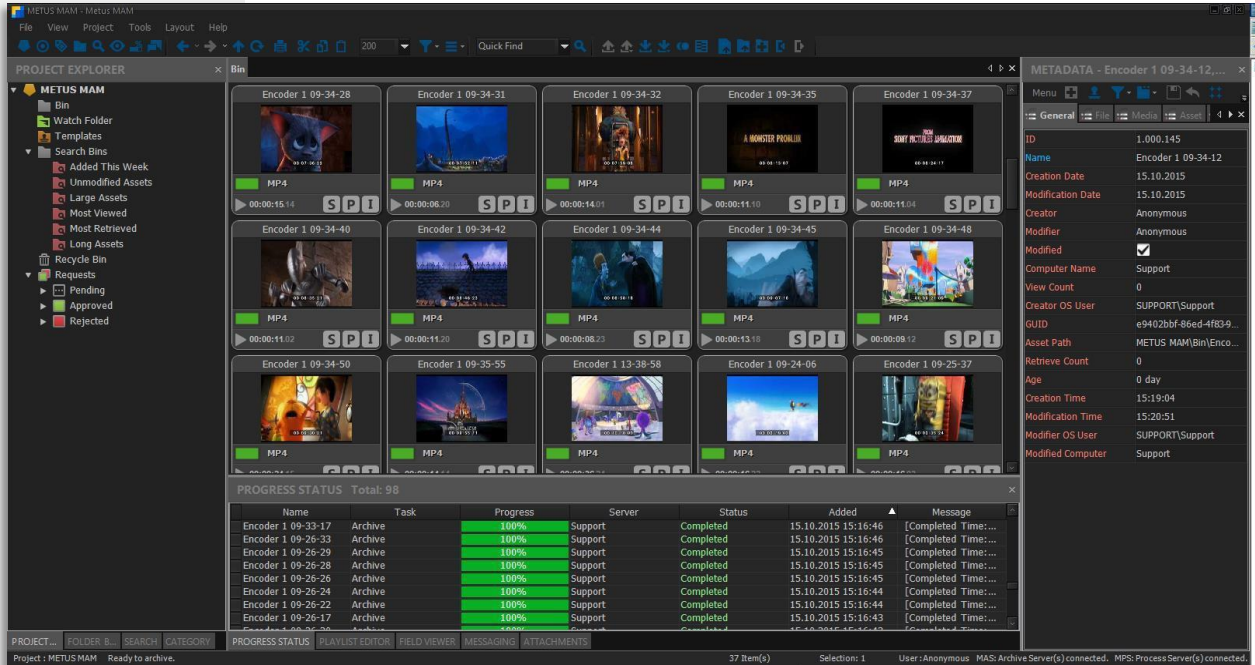 METUS MAM - Metus MAM
File View Project Tools Layout Help
200 Quick Find
PROJECT EXPLORER
METUS MAM
Bin
Watch Folder
Templates
Search Bins
Added This Week
Unmodified Assets
Large Assets
Most Viewed
Most Retrieved
Long Assets
Recycle Bin
Requests
Pending
Approved
Rejected
PROJECT... FOLDER B... SEARCH CATEGORY
Bin
Encoder 1 09-34-28 Encoder 1 09-34-31 Encoder 1 09-34-32 Encoder 1 09-34-35 Encoder 1 09-34-37
A MONSTER PROBLEM
FROM
SONY PICTURES ANIMATION
MP4 MP4 MP4 MP4 MP4
00:00:15.14 S P I 00:00:06.20 S P I 00:00:14.01 S P I 00:00:11.10 S P I 00:00:11.04 S P I
Encoder 1 09-34-40 Encoder 1 09-34-42 Encoder 1 09-34-44 Encoder 1 09-34-45 Encoder 1 09-34-48
MP4 MP4 MP4 MP4 MP4
00:00:11.02 S P I 00:00:11.20 S P I 00:00:08.23 S P I 00:00:13.18 S P I 00:00:09.12 S P I
Encoder 1 09-34-50 Encoder 1 09-35-55 Encoder 1 13-38-58 Encoder 1 09-24-06 Encoder 1 09-25-37
MP4 MP4 MP4 MP4 MP4
PROGRESS STATUS Total: 98
Name Task Progress Server Status Added Message
Encoder 1 09-33-17 Archive 100% Support Completed 15.10.2015 15:16:46 [Completed Time:...
Encoder 1 09-26-33 Archive 100% Support Completed 15.10.2015 15:16:46 [Completed Time:...
Encoder 1 09-26-29 Archive 100% Support Completed 15.10.2015 15:16:45 [Completed Time:...
Encoder 1 09-26-28 Archive 100% Support Completed 15.10.2015 15:16:45 [Completed Time:...
Encoder 1 09-26-26 Archive 100% Support Completed 15.10.2015 15:16:45 [Completed Time:...
Encoder 1 09-26-24 Archive 100% Support Completed 15.10.2015 15:16:44 [Completed Time:...
Encoder 1 09-26-22 Archive 100% Support Completed 15.10.2015 15:16:44 [Completed Time:...
Encoder 1 09-26-17 Archive 100% Support Completed 15.10.2015 15:16:43 [Completed Time:...
PROGRESS STATUS PLAYLIST EDITOR FIELD VIEWER MESSAGING ATTACHMENTS
METADATA - Encoder 1 09-34-12,...
Menu
General File Media Asset
ID 1.000.145
Name Encoder 1 09-34-12
Creation Date 15.10.2015
Modification Date 15.10.2015
Creator Anonymous
Modifier Anonymous
Modified
Computer Name Support
View Count 0
Creator OS User SUPPORT\Support
GUID e9402bbf-86ed-4f83-9...
Asset Path METUS MAM\Bin\Enco...
Retrieve Count 0
Age 0 day
Creation Time 15:19:04
Modification Time 15:20:51
Modifier OS User SUPPORT\Support
Modified Computer Support
Project : METUS MAM Ready to archive. 37 Item(s) Selection: 1 User : Anonymous MAS: Archive Server(s) connected. MPS: Process Server(s) connected.